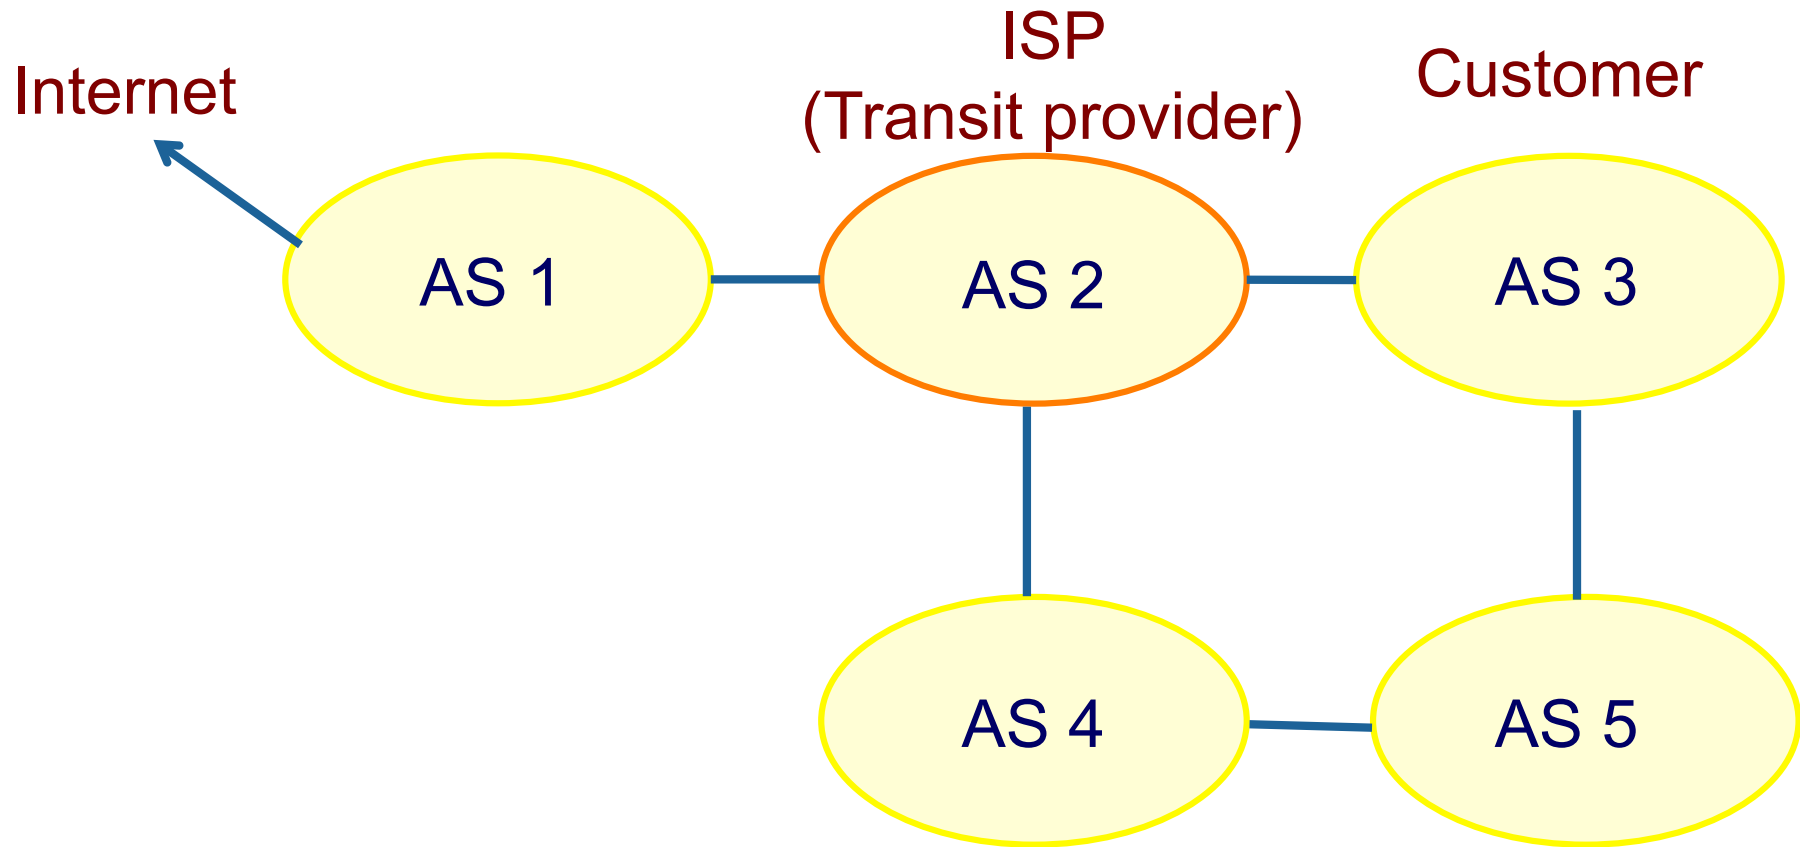 Internet
ISP
(Transit provider)
Customer
AS 1
AS 2
AS 3
AS 4
AS 5